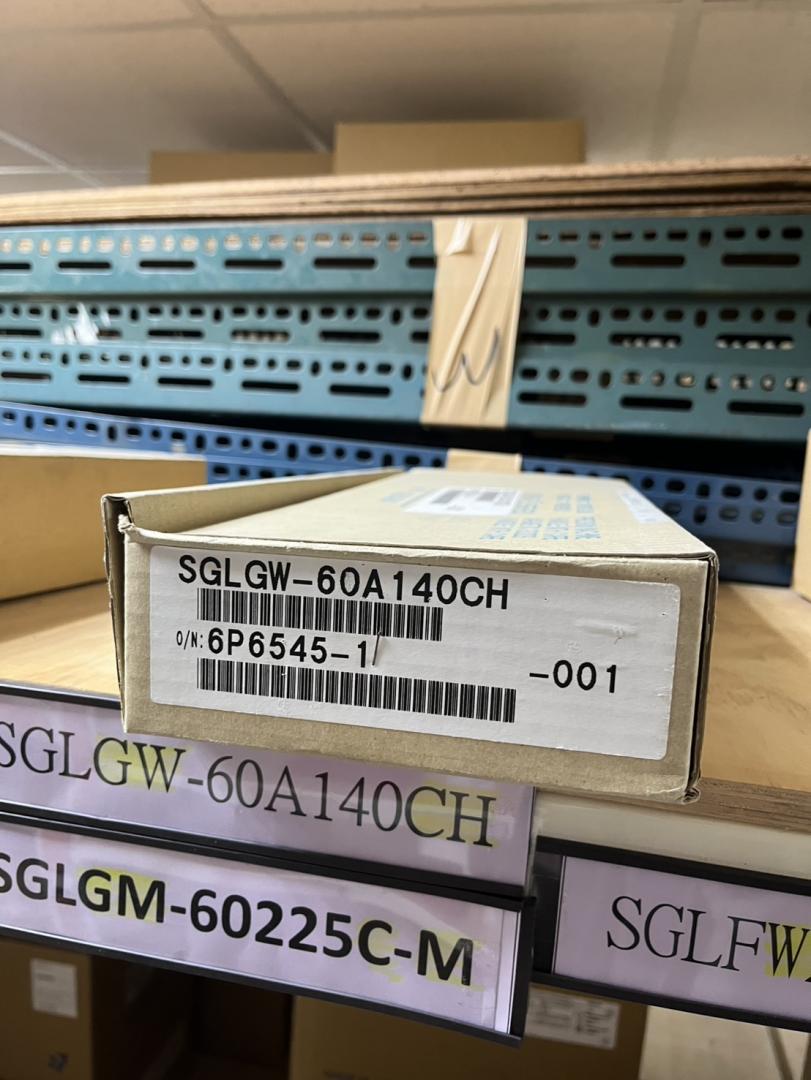 SGLGW-60A140CH
O/N: 6P6545-1
-001
SGLGW-60A140CH
SGLGM-60225C-M
SGLFW